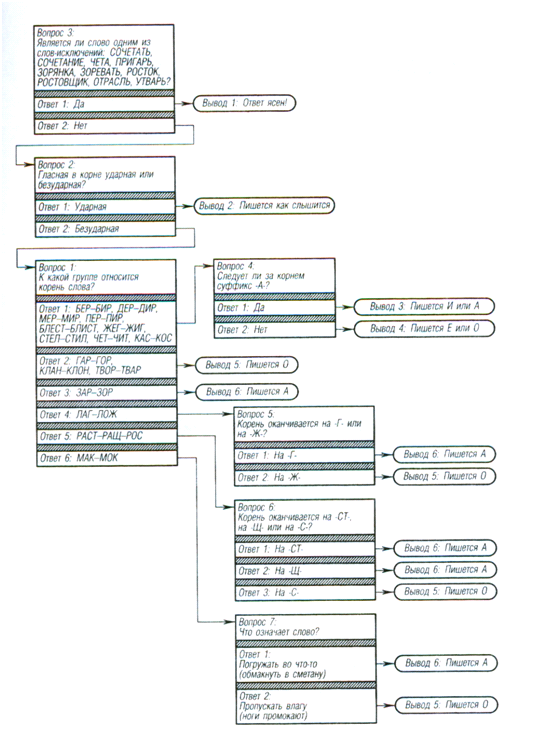 Вопрос 3:
Является ли слово одним из
слов-исключений: СОЧЕТАТЬ,
СОЧЕТАНИЕ, ЧЕТА, ПРИГАРЬ,
ЗОРЯНКА, ЗОРЕВАТЬ, РОСТОК,
РОСТОВЩИК, ОТРАСЛЬ, УТВАРЬ?
Ответ 1: Да
Вывод 1: Ответ ясен!
Ответ 2: Нет
Вопрос 2:
Гласная в корне ударная или
безударная?
Ответ 1: Ударная
Вывод 2: Пишется как слышится
Ответ 2: Безударная
Вопрос 1:
К какой группе относится
корень слова?
Ответ 1: БЕР-БИР, ДЕР-ДИР,
МЕР-МИР, ПЕР-ПИР,
БЛЕСТ-БЛИСТ, ЖЕГ-ЖИГ,
СТЕЛ-СТИЛ, ЧЕТ-ЧИТ, КАС-КОС
Вопрос 4:
Следует ли за корнем
суффикс -А-?
Ответ 1: Да
Вывод 3: Пишется И или А
Ответ 2: Нет
Вывод 4: Пишется Е или О
Ответ 2: ГАР-ГОР,
КЛАН-КЛОН, ТВОР-ТВАР
Вывод 5: Пишется О
Ответ 3: ЗАР-ЗОР
Вывод 6: Пишется А
Ответ 4: ЛАГ-ЛОЖ
Ответ 5: РАСТ-РАЩ-РОС
Ответ 6: МАК-МОК
Вопрос 5:
Корень оканчивается на -Г- или
на -Ж-?
Ответ 1: На -Г-
Вывод 6: Пишется А
Ответ 2: На -Ж-
Вывод 5: Пишется О
Вопрос 6:
Корень оканчивается на -СТ-,
на -Щ- или на -С-?
Ответ 1: На -СТ-
Вывод 6: Пишется А
Ответ 2: На -Щ-
Вывод 6: Пишется А
Ответ 3: На -С-
Вывод 5: Пишется О
Вопрос 7:
Что означает слово?
Ответ 1:
Погружать во что-то
(обмакнуть в сметану)
Вывод 6: Пишется А
Ответ 2:
Пропускать влагу
(ноги промокают)
Вывод 5: Пишется О